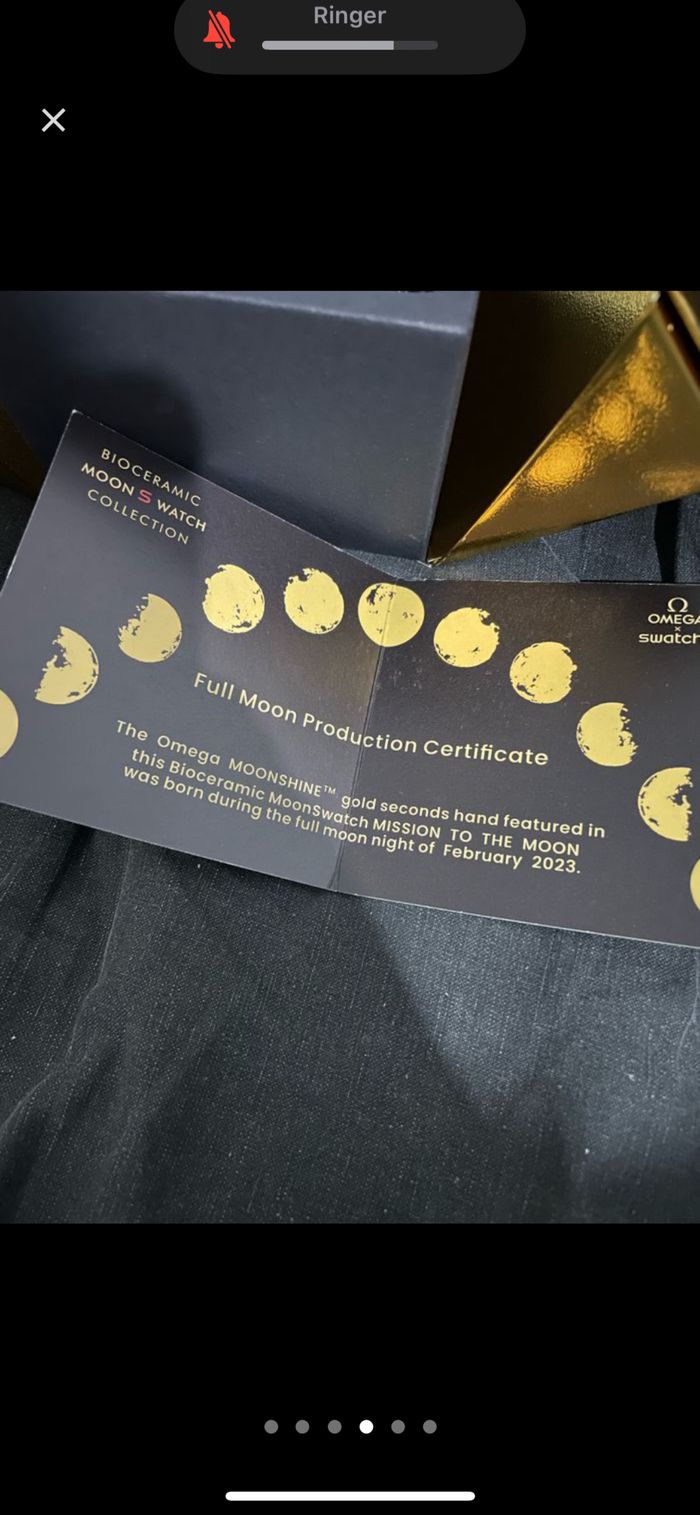 Ringer
BIOCERAMIC
MOON S WATCH
COLLECTION
Ω
OMEGA
×
swatch
Full Moon Production Certificate
The Omega MOONSHINE™ gold seconds hand featured in
this Bioceramic MoonSwatch MISSION TO THE MOON
was born during the full moon night of February 2023.